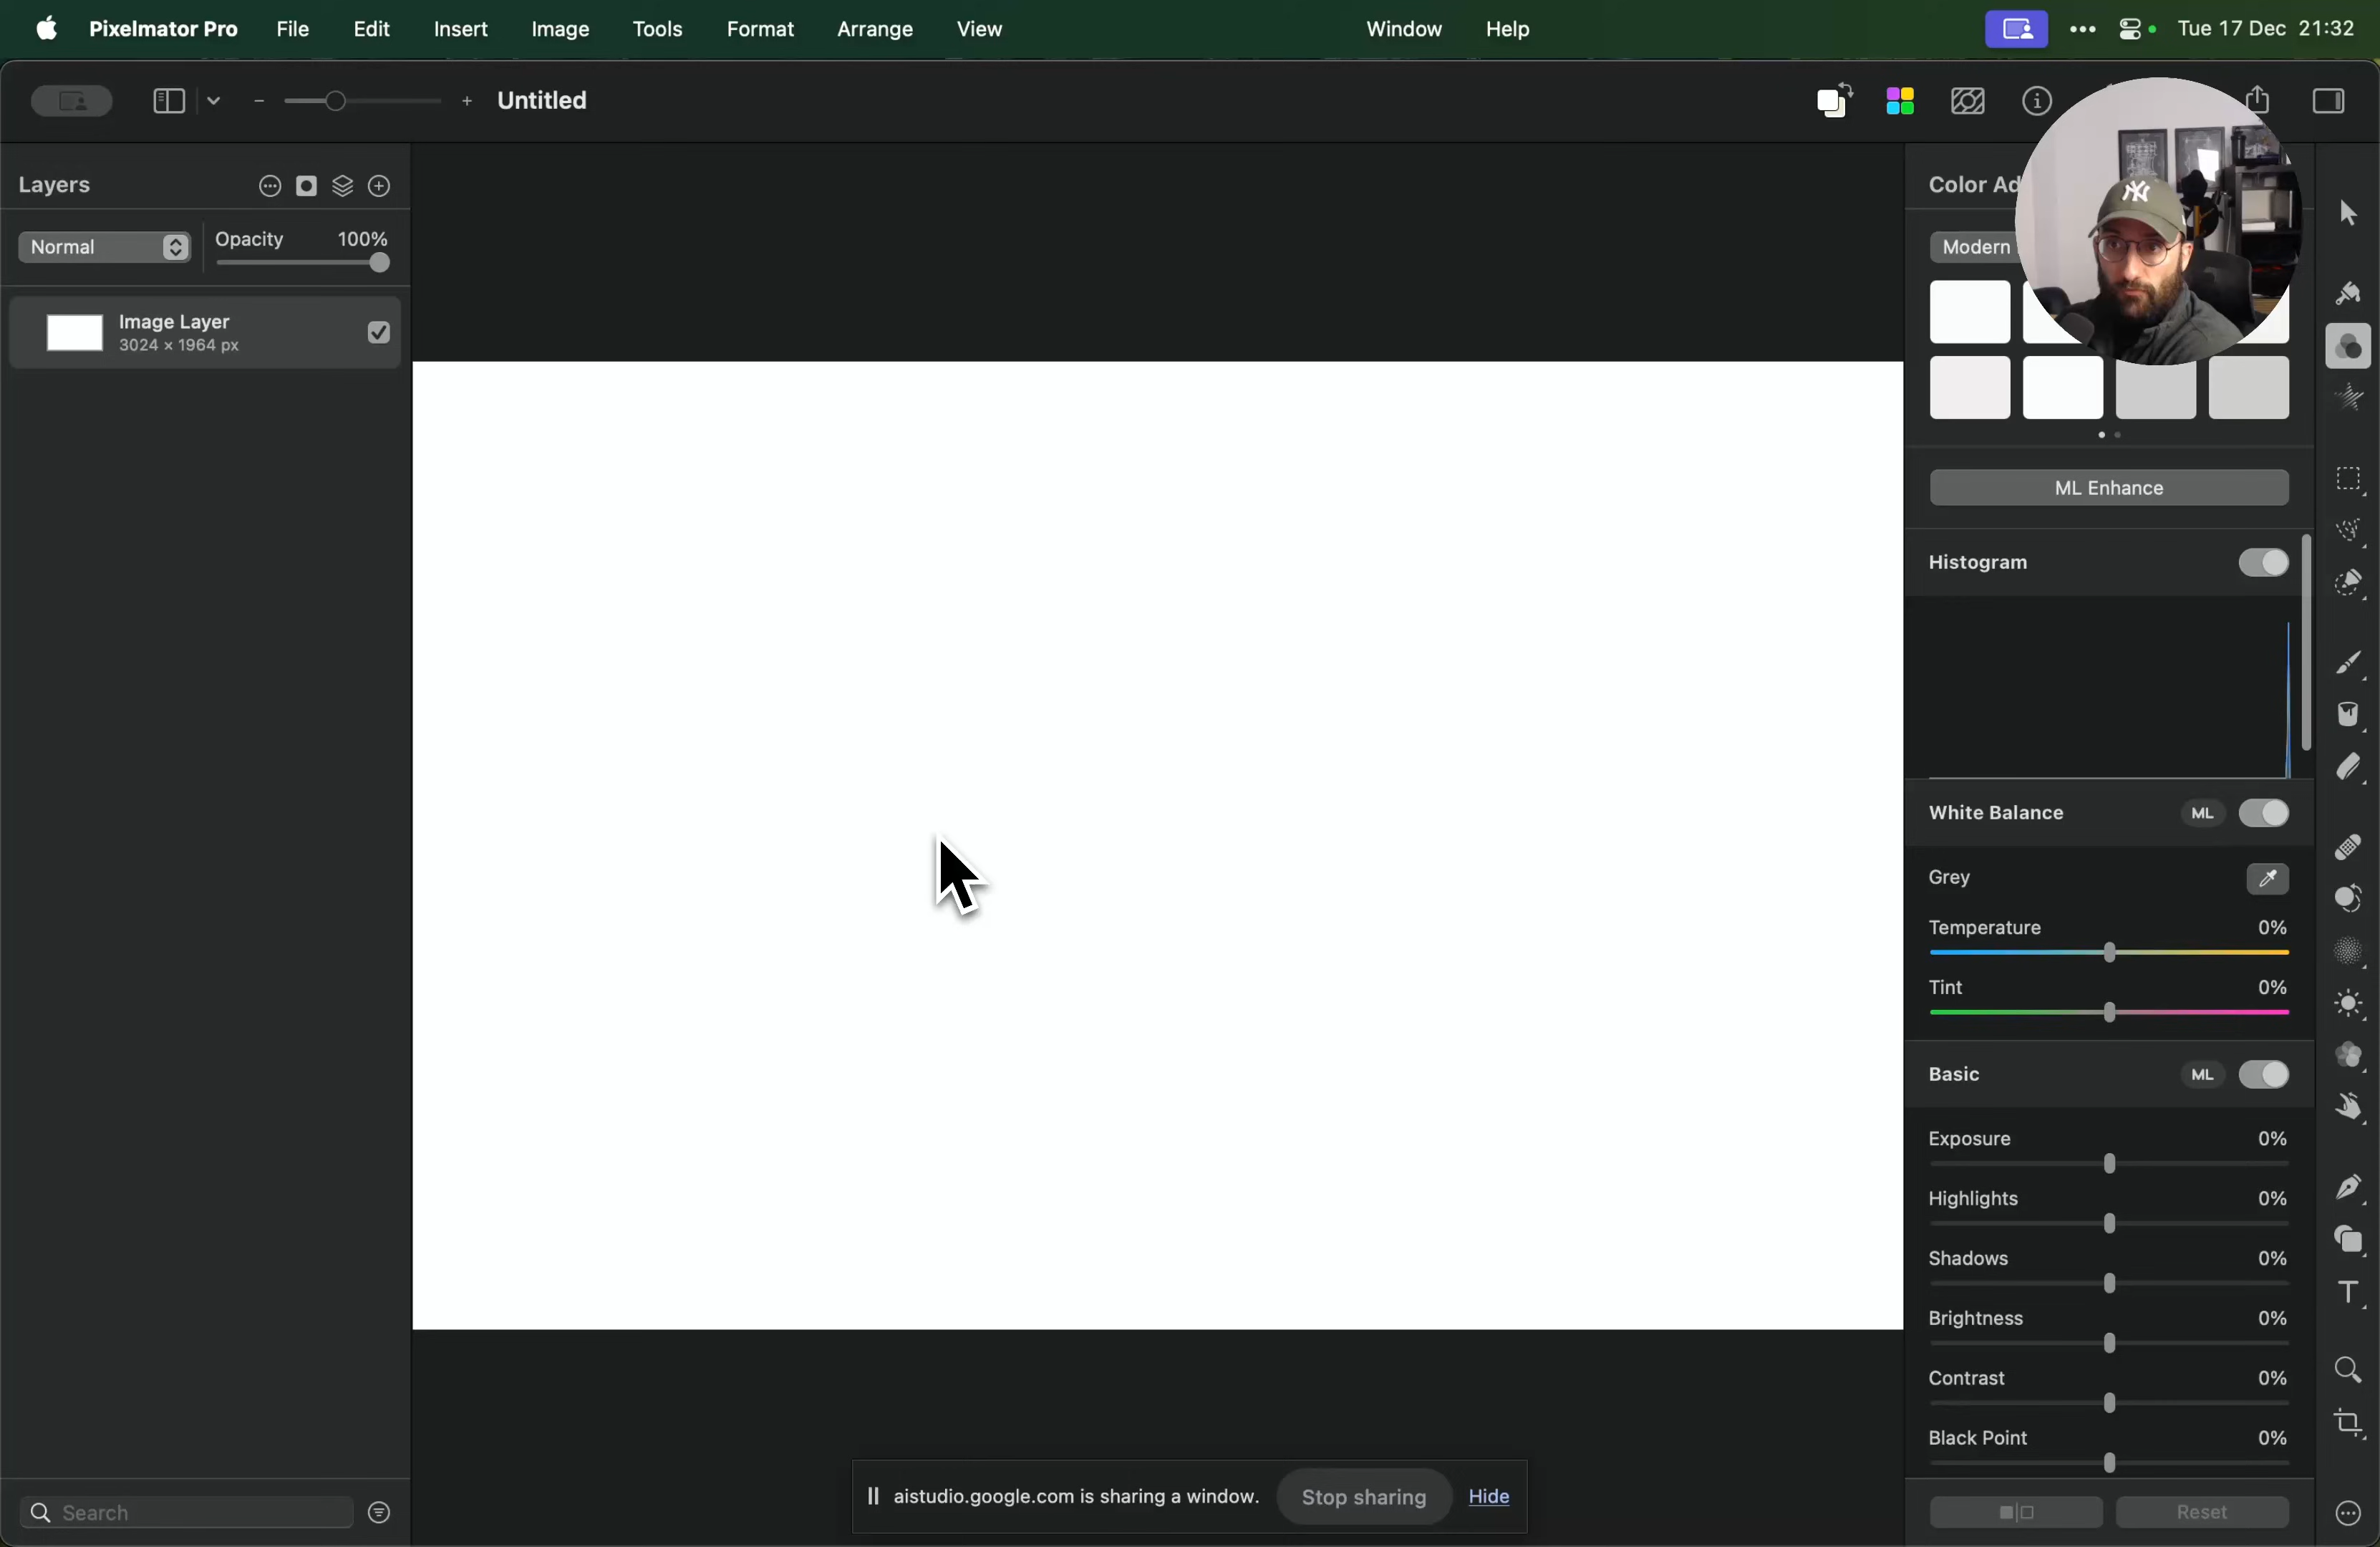 Pixelmator Pro File Edit Insert Image Tools Format Arrange View Window Help Tue 17 Dec 21:32
Untitled
Layers
Normal
Opacity 100%
Image Layer
3024 × 1964 px
Search
Color Ad
Modern
ML Enhance
Histogram
White Balance ML
Grey
Temperature 0%
Tint 0%
Basic ML
Exposure 0%
Highlights 0%
Shadows 0%
Brightness 0%
Contrast 0%
Black Point 0%
Reset
aistudio.google.com is sharing a window. Stop sharing Hide